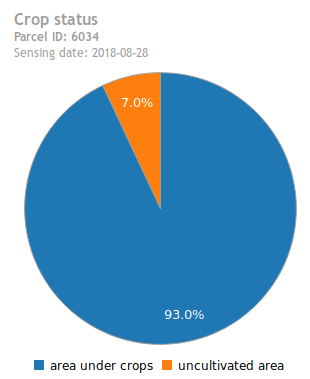 Crop status
Parcel ID: 6034
Sensing date: 2018-08-28
7.0%
93.0%
area under crops uncultivated area